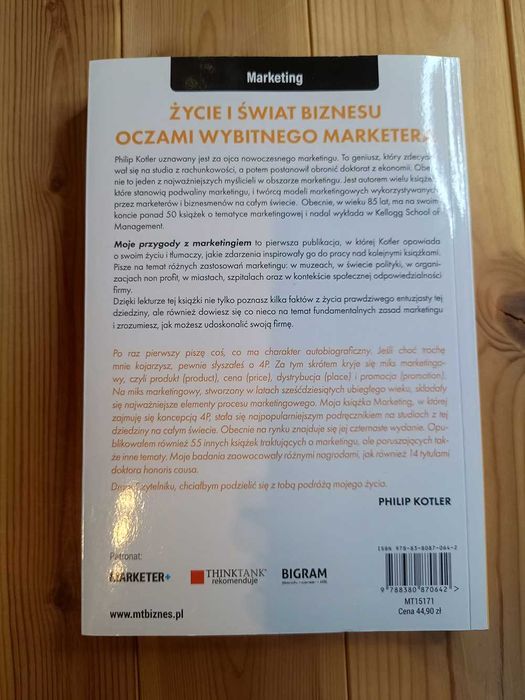 Marketing
ŻYCIE I ŚWIAT BIZNESU
OCZAMI WYBITNEGO MARKETERA
Philip Kotler uznawany jest za ojca nowoczesnego marketingu. To geniusz, który zdecydo-
wał się na studia z rachunkowości, a potem postanowił obronić doktorat z ekonomii. Obec-
nie to jeden z najważniejszych myślicieli w obszarze marketingu. Jest autorem wielu książek,
które stanowią podwaliny marketingu, i twórcą modeli marketingowych wykorzystywanych
przez marketerów i biznesmenów na całym świecie. Obecnie, w wieku 85 lat, ma na swoim
koncie ponad 50 książek o tematyce marketingowej i nadal wykłada w Kellogg School of
Management.
Moje przygody z marketingiem to pierwsza publikacja, w której Kotler opowiada
o swoim życiu i tłumaczy, jakie zdarzenia inspirowały go do pracy nad kolejnymi książkami.
Pisze na temat różnych zastosowań marketingu: w muzeach, w świecie polityki, w organi-
zacjach non profit, w miastach, szpitalach oraz w kontekście społecznej odpowiedzialności
firmy.
Dzięki lekturze tej książki nie tylko poznasz kilka faktów z życia prawdziwego entuzjasty tej
dziedziny, ale również dowiesz się co nieco na temat fundamentalnych zasad marketingu
i zrozumiesz, jak możesz udoskonalić swoją firmę.
Po raz pierwszy piszę coś, co ma charakter autobiograficzny. Jeśli choć trochę
mnie kojarzysz, pewnie słyszałeś o 4P. Za tym skrótem kryje się miks marketingo-
wy, czyli produkt (product), cena (price), dystrybucja (place) i promocja (promotion).
Na miks marketingowy, stworzony w latach sześćdziesiątych ubiegłego wieku, składały
się najważniejsze elementy procesu marketingowego. Moja książka Marketing, w której
zajmuję się koncepcją 4P, stała się najpopularniejszym podręcznikiem na studiach z tej
dziedziny na całym świecie. Obecnie na rynku znajduje się jej czternaste wydanie. Opu-
blikowałem również 55 innych książek traktujących o marketingu, ale poruszających tak-
że inne tematy. Moje badania zaowocowały różnymi nagrodami, jak również 14 tytułami
doktora honoris causa.
Drogi Czytelniku, chciałbym podzielić się z tobą podróżą mojego życia.
PHILIP KOTLER
Patronat:
MARKETER+
THINKTANK
rekomenduje
BIGRAM
www.mtbiznes.pl
ISBN 978-83-8087-064-2
9 788380 870642 >
MT15171
Cena 44,90 zł